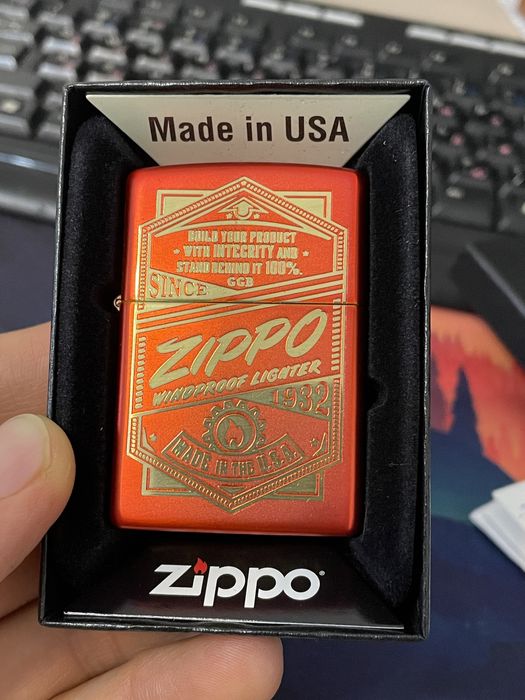 Made in USA
BUILD YOUR PRODUCT
WITH INTEGRITY AND
STAND BEHIND IT 100%.
GGB
SINCE
ZIPPO
WINDPROOF LIGHTER
1932
MADE IN THE U.S.A.
zippo